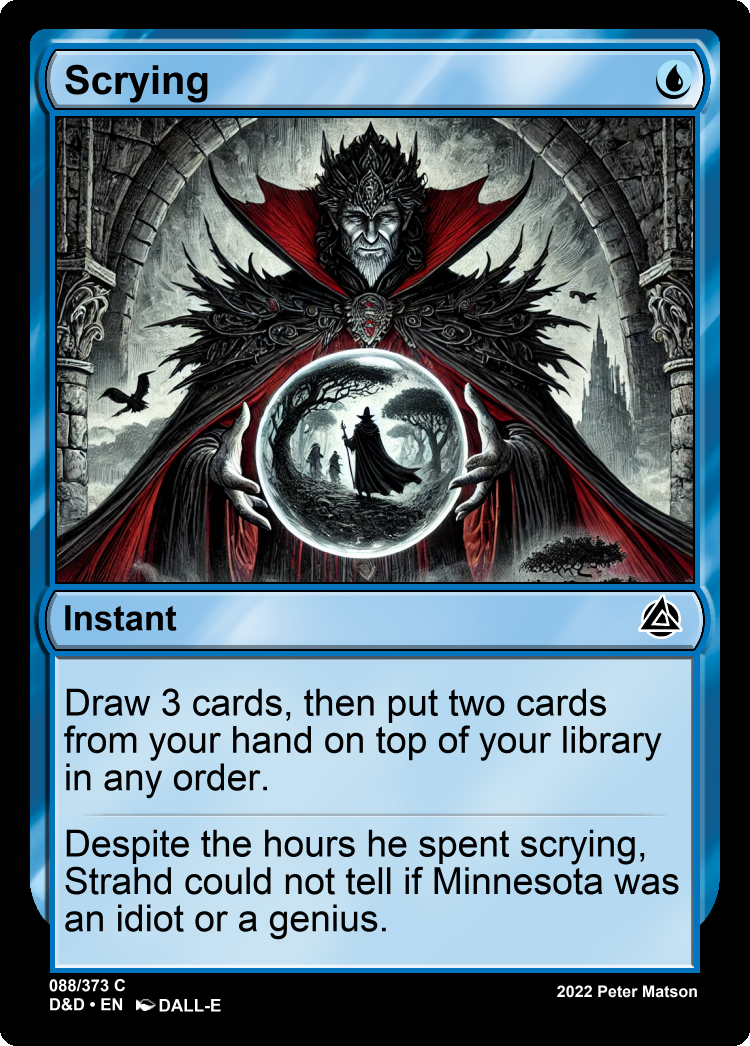 Scrying
Instant
Draw 3 cards, then put two cards
from your hand on top of your library
in any order.
Despite the hours he spent scrying,
Strahd could not tell if Minnesota was
an idiot or a genius.
088/373 C
D&D • EN DALL-E
2022 Peter Matson